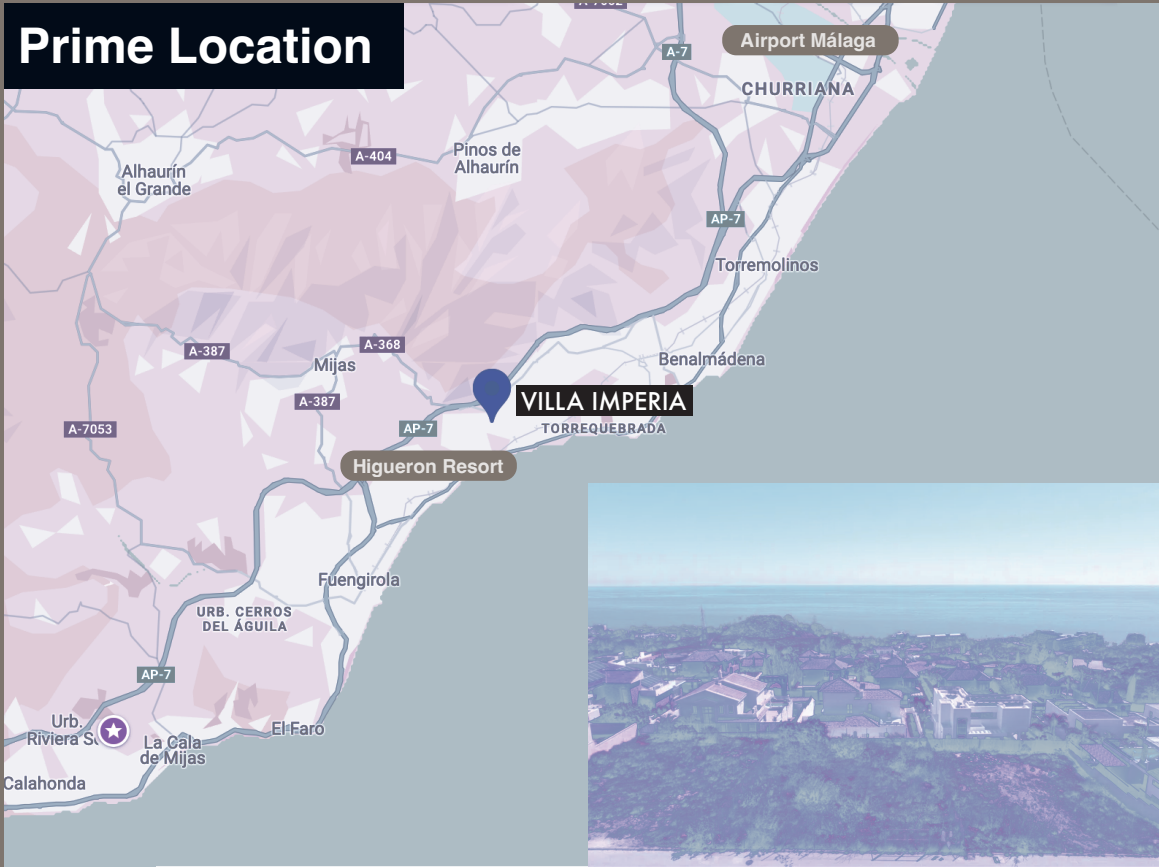 A-7052
Prime Location
Airport Málaga
A-7
CHURRIANA
A-404
Pinos de
Alhaurín
Alhaurín
el Grande
AP-7
Torremolinos
A-387
A-368
Mijas
Benalmádena
A-387
VILLA IMPERIA
A-7053
AP-7
TORREQUEBRADA
Higueron Resort
Fuengirola
URB. CERROS
DEL ÁGUILA
AP-7
Urb.
Riviera S
El Faro
La Cala
de Mijas
Calahonda